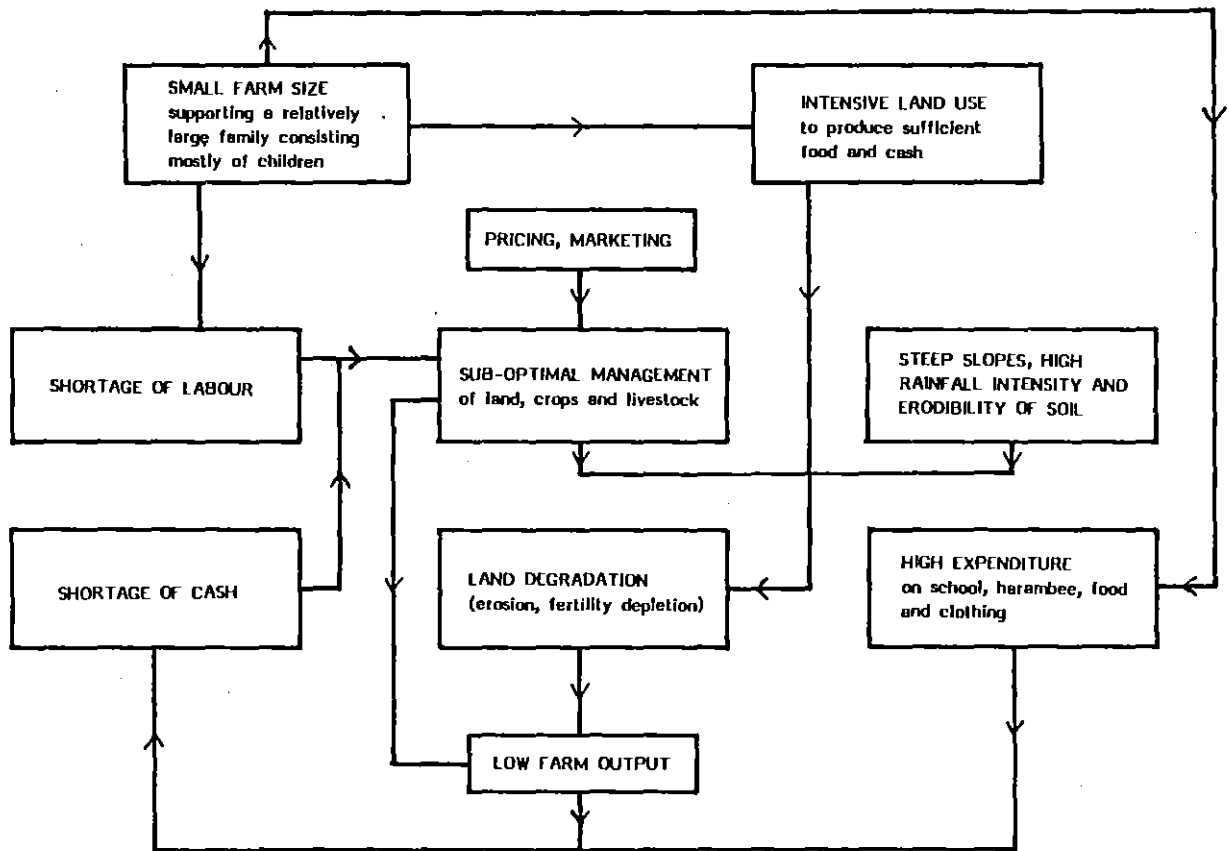 SMALL FARM SIZE
supporting a relatively
large family consisting
mostly of children
INTENSIVE LAND USE
to produce sufficient
food and cash
PRICING, MARKETING
SHORTAGE OF LABOUR
SUB-OPTIMAL MANAGEMENT
of land, crops and livestock
STEEP SLOPES, HIGH
RAINFALL INTENSITY AND
ERODIBILITY OF SOIL
SHORTAGE OF CASH
LAND DEGRADATION
(erosion, fertility depletion)
HIGH EXPENDITURE
on school, harambee, food
and clothing
LOW FARM OUTPUT